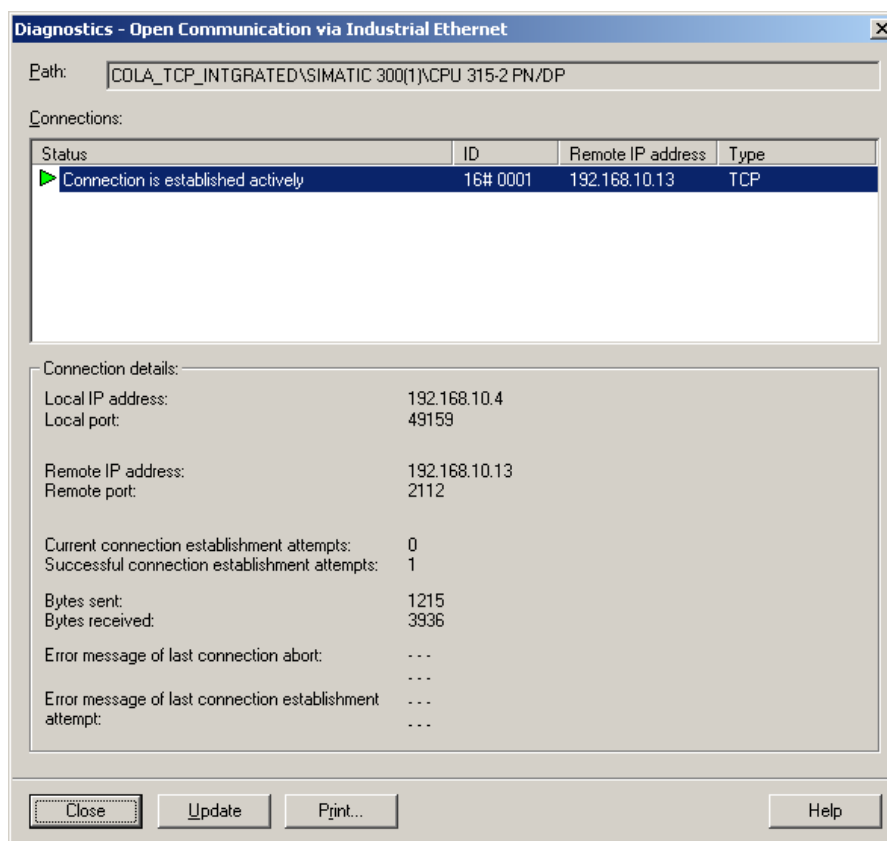 Diagnostics - Open Communication via Industrial Ethernet
Path: COLA_TCP_INTGRATED\SIMATIC 300(1)\CPU 315-2 PN/DP
Connections:
Status ID Remote IP address Type
Connection is established actively 16# 0001 192.168.10.13 TCP
Connection details:
Local IP address: 192.168.10.4
Local port: 49159
Remote IP address: 192.168.10.13
Remote port: 2112
Current connection establishment attempts: 0
Successful connection establishment attempts: 1
Bytes sent: 1215
Bytes received: 3936
Error message of last connection abort: - - -
- - -
Error message of last connection establishment - - -
attempt: - - -
Close Update Print... Help